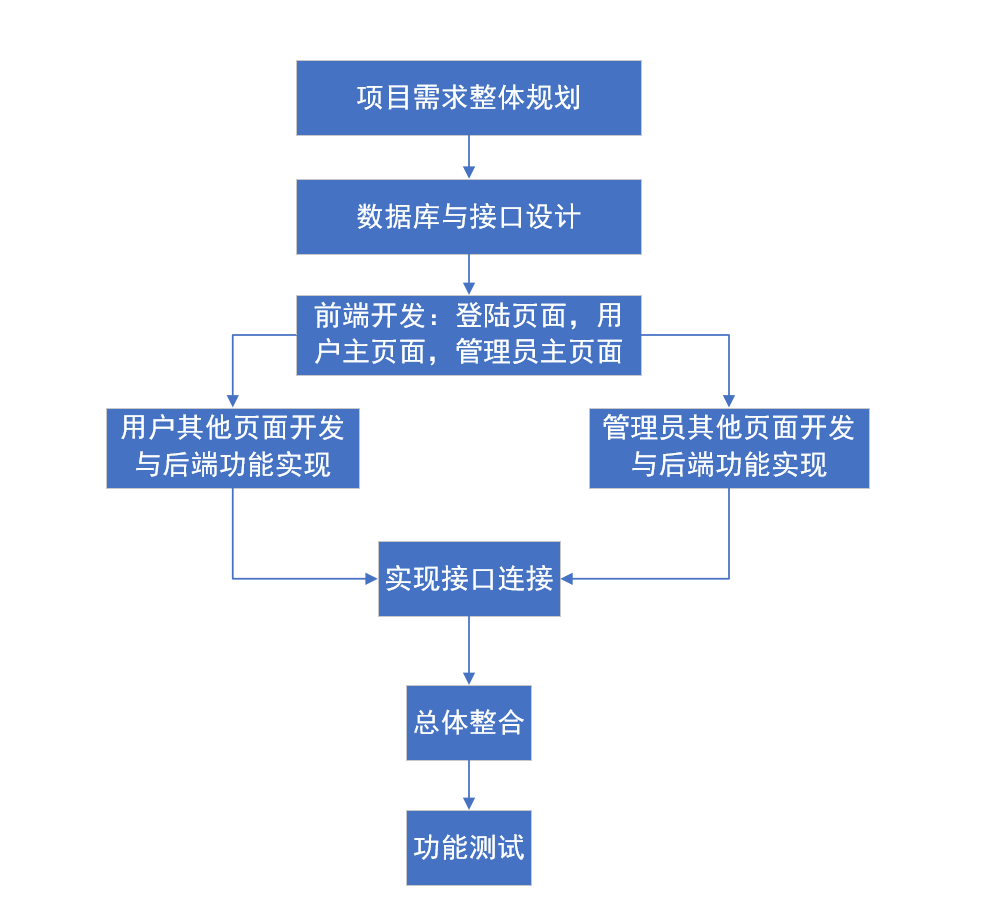 项目需求整体规划
数据库与接口设计
前端开发：登陆页面，用
户主页面，管理员主页面
用户其他页面开发
与后端功能实现
管理员其他页面开发
与后端功能实现
实现接口连接
总体整合
功能测试